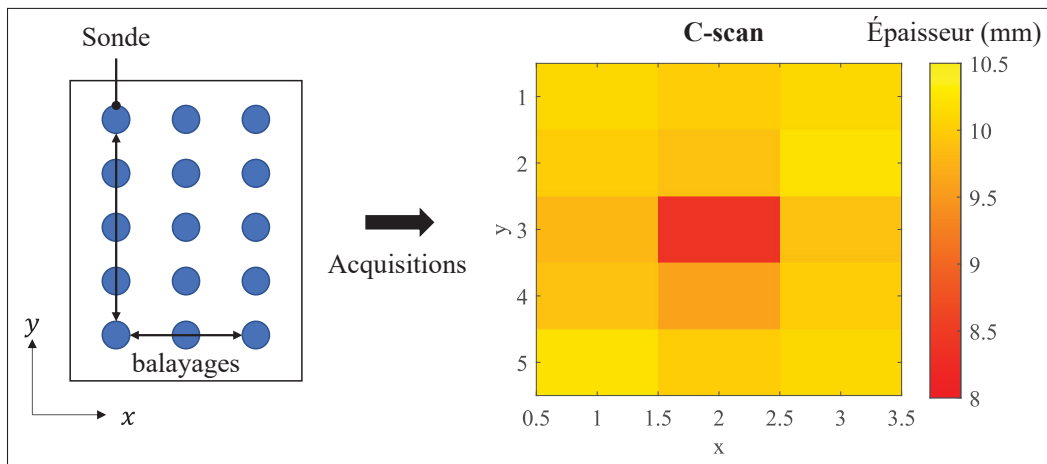 Sonde
balayages
y
x
Acquisitions
C-scan
Épaisseur (mm)
1
2
3
4
5
y
0.5 1 1.5 2 2.5 3 3.5
x
10.5
10
9.5
9
8.5
8